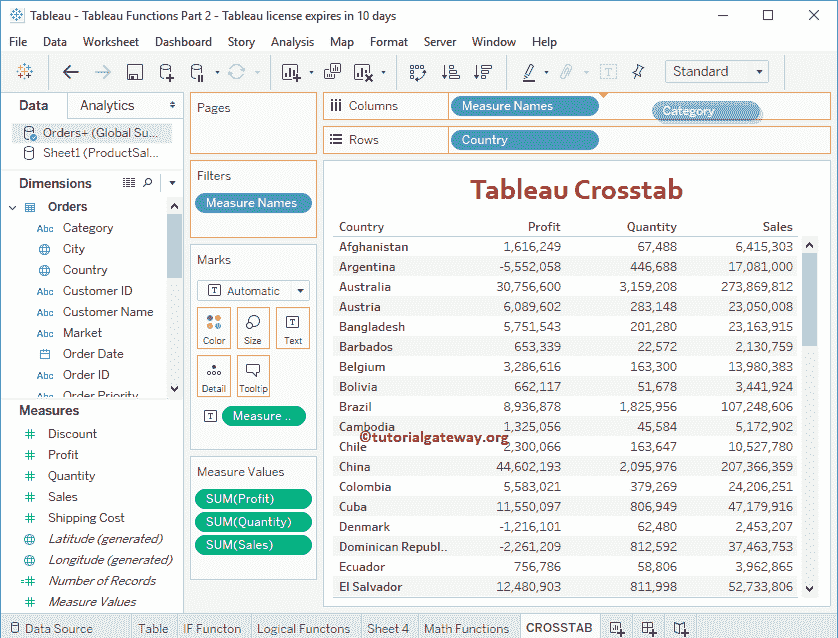 Tableau - Tableau Functions Part 2 - Tableau license expires in 10 days
File Data Worksheet Dashboard Story Analysis Map Format Server Window Help
Standard
Data Analytics
Orders+ (Global Su...
Sheet1 (ProductSal...
Dimensions
Orders
Abc Category
City
Country
Abc Customer ID
Abc Customer Name
Abc Market
Order Date
Abc Order ID
Abc Order Priority
Measures
Discount
Profit
Quantity
Sales
Shipping Cost
Latitude (generated)
Longitude (generated)
Number of Records
Measure Values
Pages
Filters
Measure Names
Marks
T Automatic
Color Size Text
Detail Tooltip
T Measure ..
Measure Values
SUM(Profit)
SUM(Quantity)
SUM(Sales)
Columns Measure Names Category
Rows Country
Tableau Crosstab
Country Profit Quantity Sales
Afghanistan 1,616,249 67,488 6,415,303
Argentina -5,552,058 446,688 17,081,000
Australia 30,756,600 3,159,208 273,869,812
Austria 6,089,602 283,148 23,050,008
Bangladesh 5,751,543 201,280 23,163,915
Barbados 653,339 22,572 2,130,759
Belgium 3,286,616 163,300 13,980,383
Bolivia 662,117 51,678 3,441,924
Brazil 8,936,878 1,825,956 107,248,606
Cambodia 1,325,056 45,584 5,172,902
©tutorialgateway.org
Chile 2,300,066 163,647 10,527,780
China 44,602,193 2,095,976 207,366,359
Colombia 5,583,021 379,269 24,206,251
Cuba 11,550,097 806,949 47,179,916
Denmark -1,216,101 62,480 2,453,207
Dominican Republ.. -2,261,209 812,592 37,463,753
Ecuador 756,786 58,806 3,962,865
El Salvador 12,480,903 811,998 52,733,806
Data Source Table IF Functon Logical Functons Sheet 4 Math Functions CROSSTAB